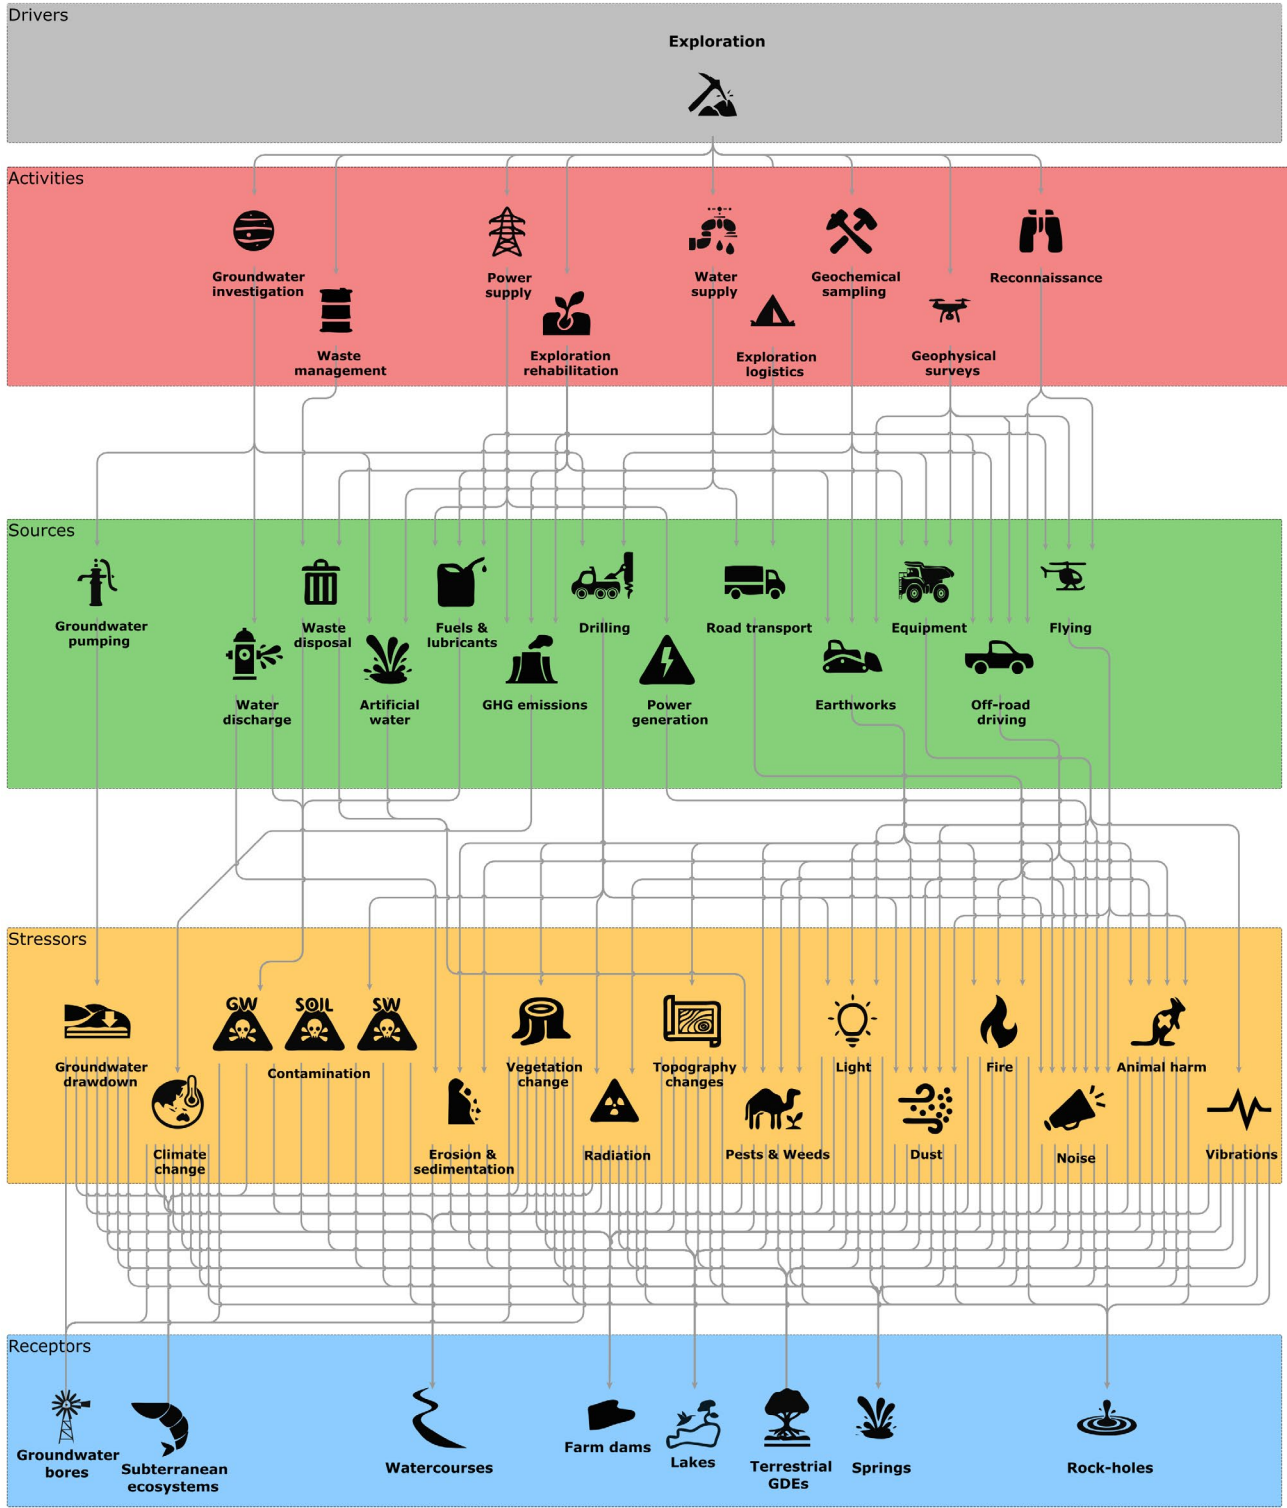 Drivers
Exploration
Activities
Groundwater
investigation
Power
supply
Water
supply
Geochemical
sampling
Reconnaissance
Waste
management
Exploration
rehabilitation
Exploration
logistics
Geophysical
surveys
Sources
Groundwater
pumping
Waste
disposal
Fuels &
lubricants
Drilling
Road transport
Equipment
Flying
Water
discharge
Artificial
water
GHG emissions
Power
generation
Earthworks
Off-road
driving
Stressors
GW
SOIL
SW
Groundwater
drawdown
Contamination
Vegetation
change
Topography
changes
Light
Fire
Animal harm
Climate
change
Erosion &
sedimentation
Radiation
Pests & Weeds
Dust
Noise
Vibrations
Receptors
Groundwater
bores
Subterranean
ecosystems
Watercourses
Farm dams
Lakes
Terrestrial
GDEs
Springs
Rock-holes